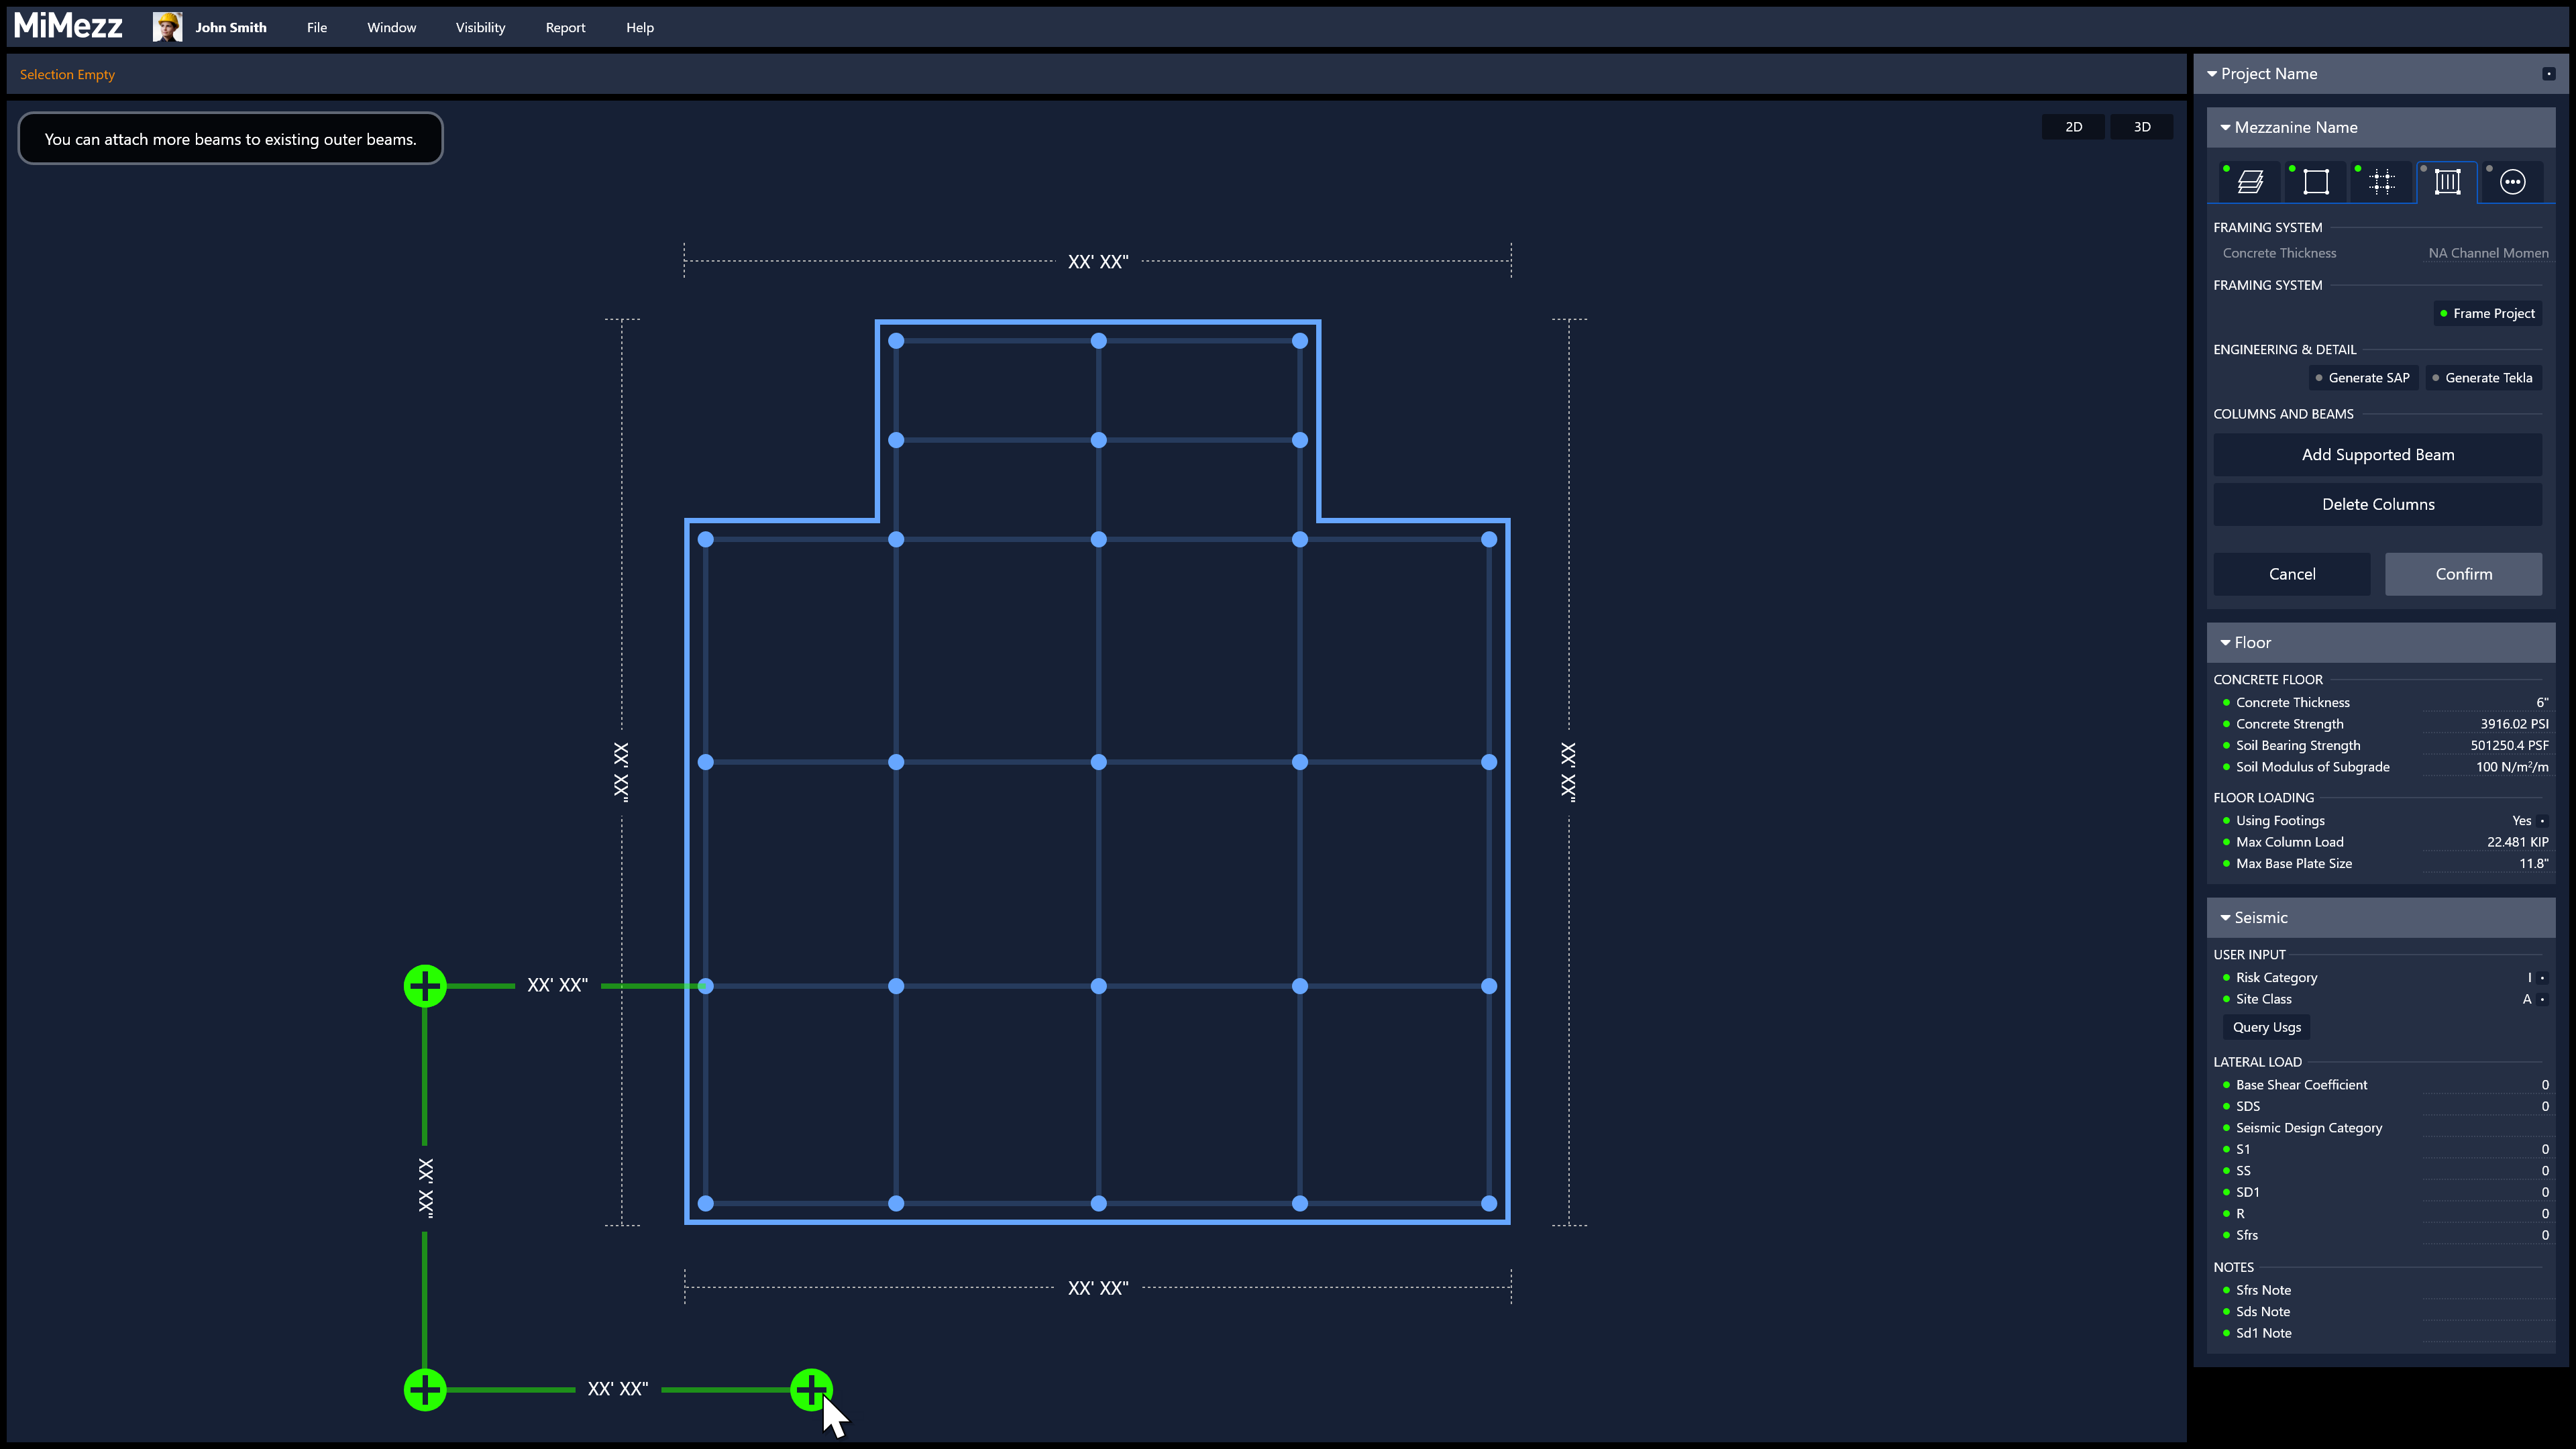 MiMezz
John Smith
File
Window
Visibility
Report
Help
Selection Empty
You can attach more beams to existing outer beams.
2D
3D
XX' XX"
XX' XX"
XX' XX"
XX' XX"
XX' XX"
XX' XX"
XX' XX"
Project Name
Mezzanine Name
FRAMING SYSTEM
Concrete Thickness NA Channel Momen
FRAMING SYSTEM
Frame Project
ENGINEERING & DETAIL
Generate SAP Generate Tekla
COLUMNS AND BEAMS
Add Supported Beam
Delete Columns
Cancel Confirm
Floor
CONCRETE FLOOR
Concrete Thickness 6"
Concrete Strength 3916.02 PSI
Soil Bearing Strength 501250.4 PSF
Soil Modulus of Subgrade 100 N/m²/m
FLOOR LOADING
Using Footings Yes
Max Column Load 22.481 KIP
Max Base Plate Size 11.8"
Seismic
USER INPUT
Risk Category I
Site Class A
Query Usgs
LATERAL LOAD
Base Shear Coefficient 0
SDS 0
Seismic Design Category
S1 0
SS 0
SD1 0
R 0
Sfrs 0
NOTES
Sfrs Note
Sds Note
Sd1 Note